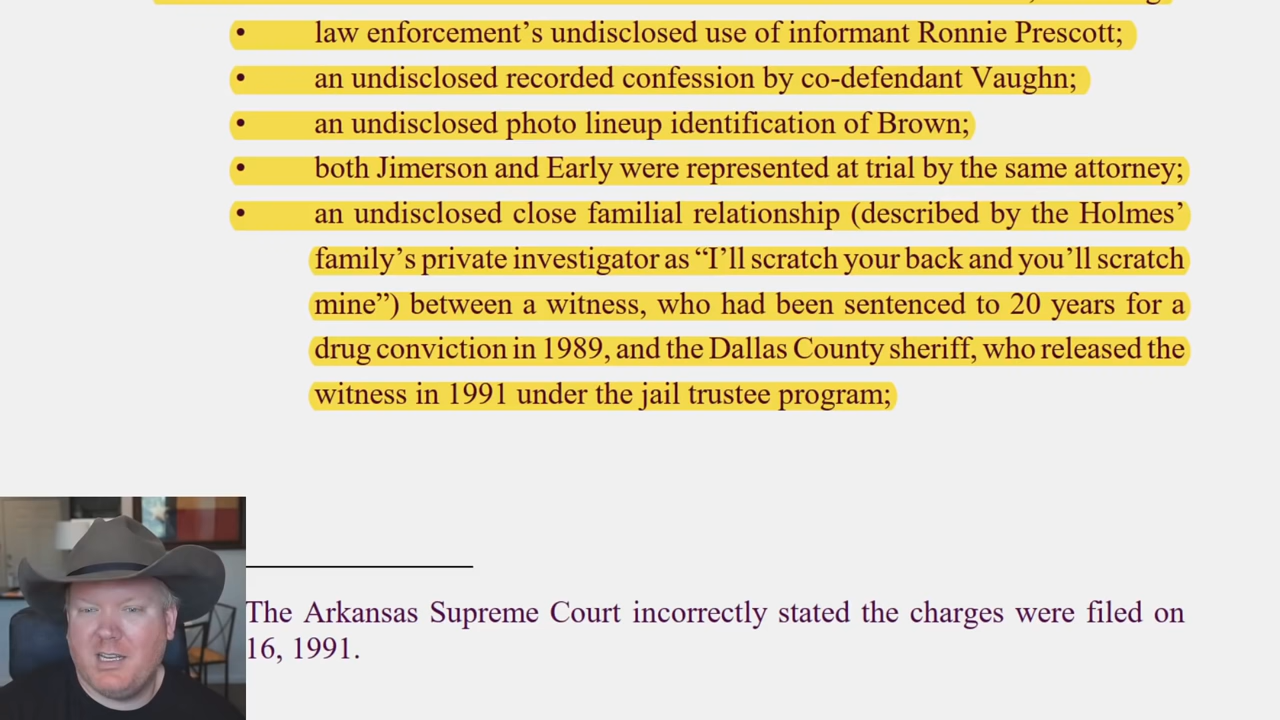 • law enforcement’s undisclosed use of informant Ronnie Prescott;
• an undisclosed recorded confession by co-defendant Vaughn;
• an undisclosed photo lineup identification of Brown;
• both Jimerson and Early were represented at trial by the same attorney;
• an undisclosed close familial relationship (described by the Holmes’
family’s private investigator as “I’ll scratch your back and you’ll scratch
mine”) between a witness, who had been sentenced to 20 years for a
drug conviction in 1989, and the Dallas County sheriff, who released the
witness in 1991 under the jail trustee program;
The Arkansas Supreme Court incorrectly stated the charges were filed on
16, 1991.